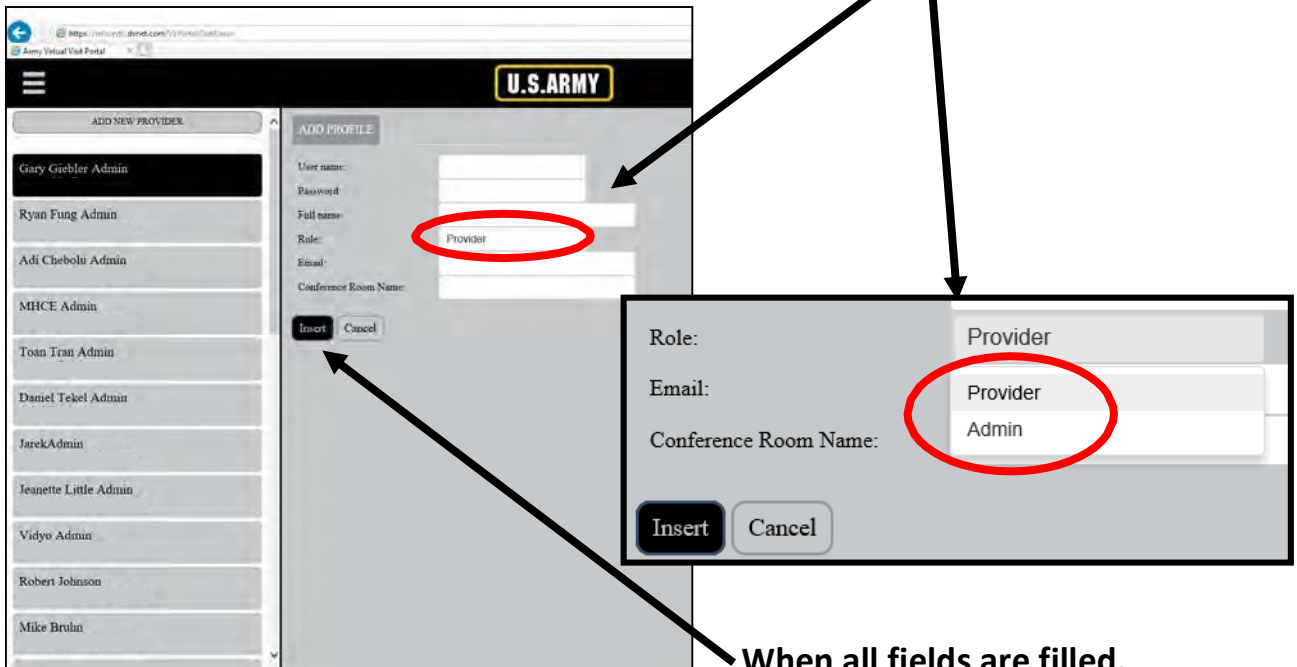 Army Virtual Visit Portal
U.S.ARMY
ADD NEW PROVIDER
Gary Giebler Admin
Ryan Fung Admin
Adi Chebolu Admin
MHCE Admin
Toan Tran Admin
Daniel Tekel Admin
JarekAdmin
Jeanette Little Admin
Vidyo Admin
Robert Johnson
Mike Bruhn
ADD PROFILE
User name:
Password:
Full name:
Role: Provider
Email:
Conference Room Name:
Insert Cancel
Role: Provider
Email: Provider
Conference Room Name: Admin
Insert Cancel
When all fields are filled,